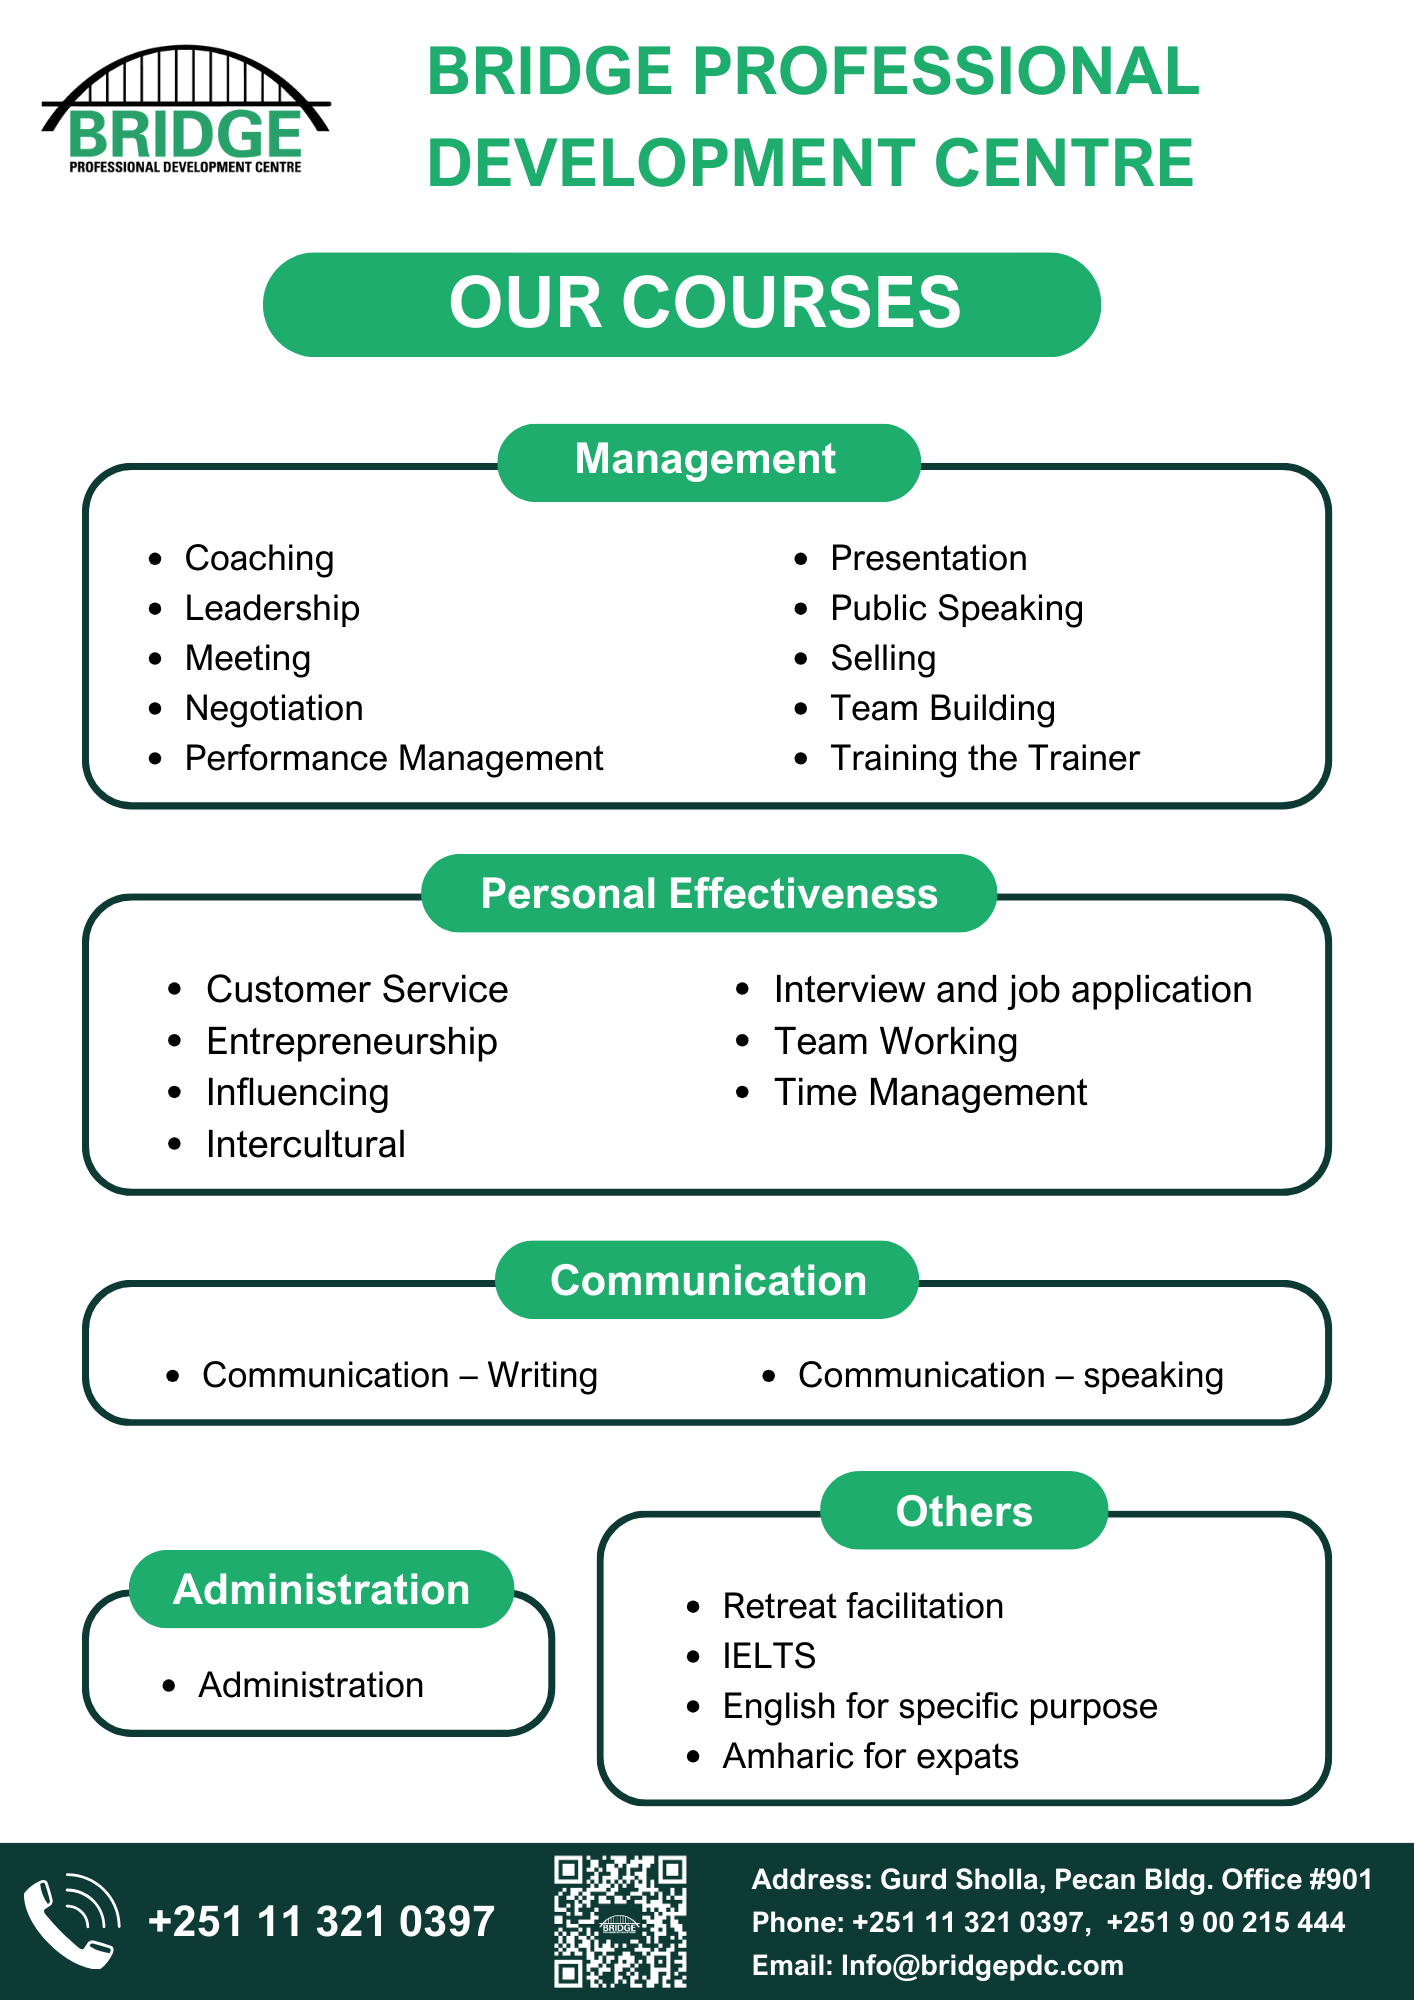 BRIDGE
PROFESSIONAL DEVELOPMENT CENTRE
BRIDGE PROFESSIONAL
DEVELOPMENT CENTRE
OUR COURSES
Management
• Coaching
• Leadership
• Meeting
• Negotiation
• Performance Management
• Presentation
• Public Speaking
• Selling
• Team Building
• Training the Trainer
Personal Effectiveness
• Customer Service
• Entrepreneurship
• Influencing
• Intercultural
• Interview and job application
• Team Working
• Time Management
Communication
• Communication – Writing
• Communication – speaking
Administration
• Administration
Others
• Retreat facilitation
• IELTS
• English for specific purpose
• Amharic for expats
+251 11 321 0397
BRIDGE
Address: Gurd Sholla, Pecan Bldg. Office #901
Phone: +251 11 321 0397, +251 9 00 215 444
Email: Info@bridgepdc.com